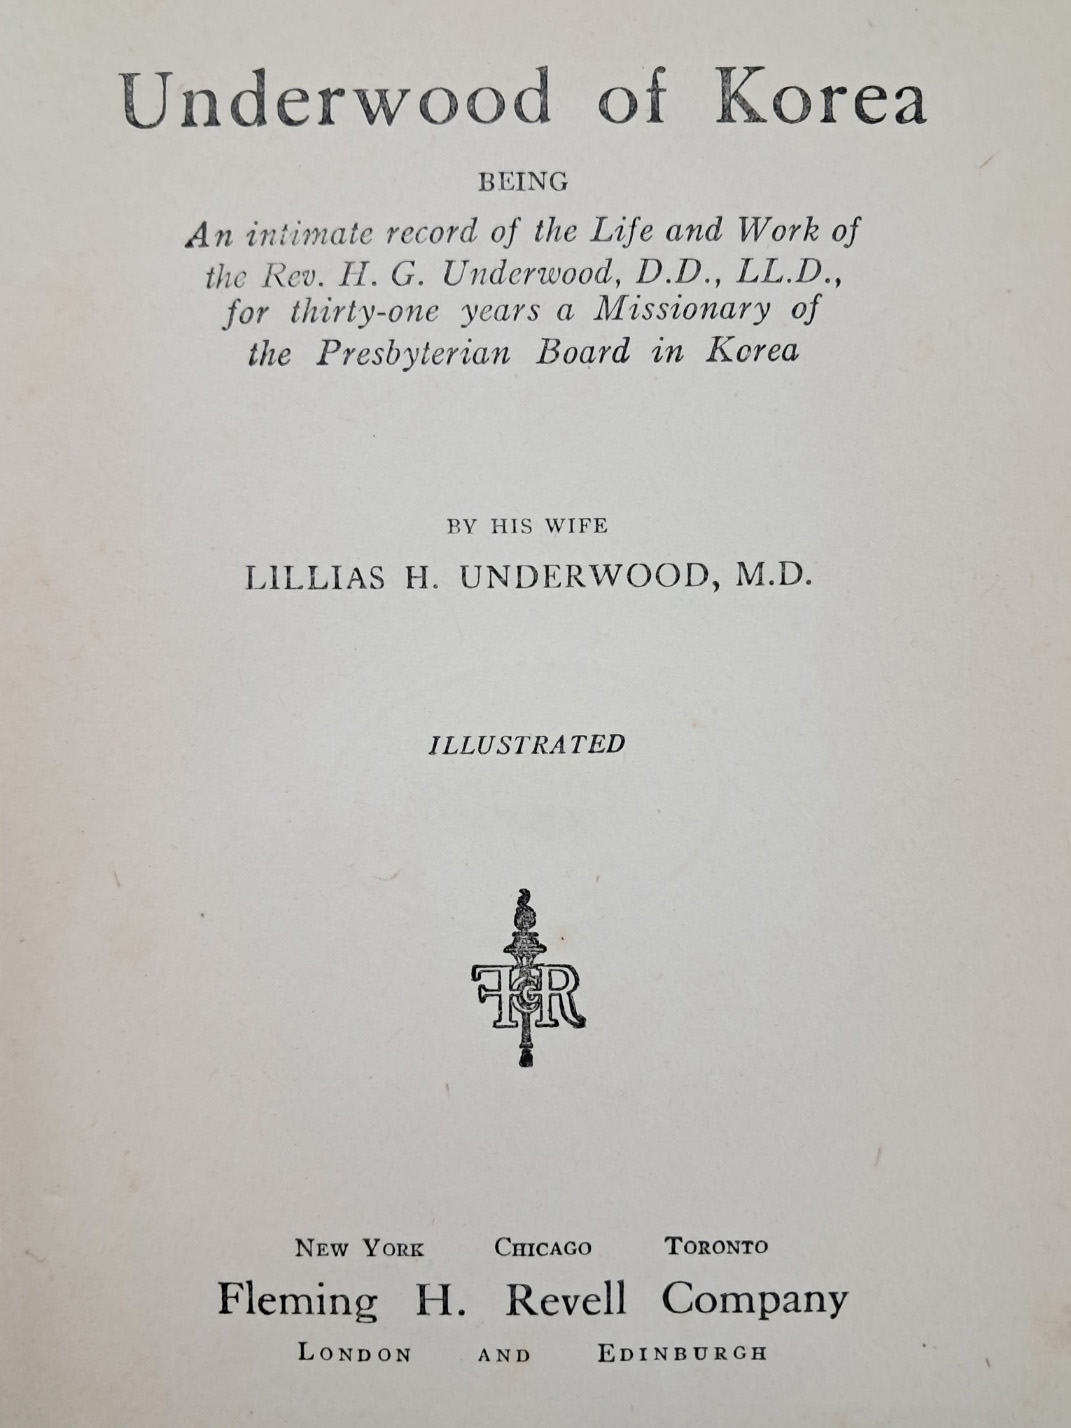 Underwood of Korea
BEING
An intimate record of the Life and Work of
the Rev. H. G. Underwood, D.D., LL.D.,
for thirty-one years a Missionary of
the Presbyterian Board in Korea
BY HIS WIFE
LILLIAS H. UNDERWOOD, M.D.
ILLUSTRATED
FCR
NEW YORK CHICAGO TORONTO
Fleming H. Revell Company
LONDON AND EDINBURGH